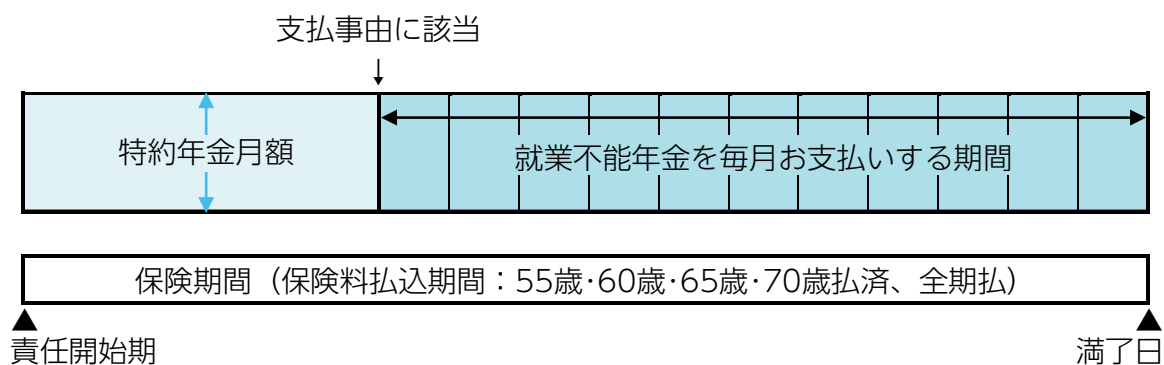 支払事由に該当
特約年金月額
就業不能年金を毎月お支払いする期間
保険期間（保険料払込期間：55歳･60歳･65歳･70歳払済、全期払）
責任開始期
満了日